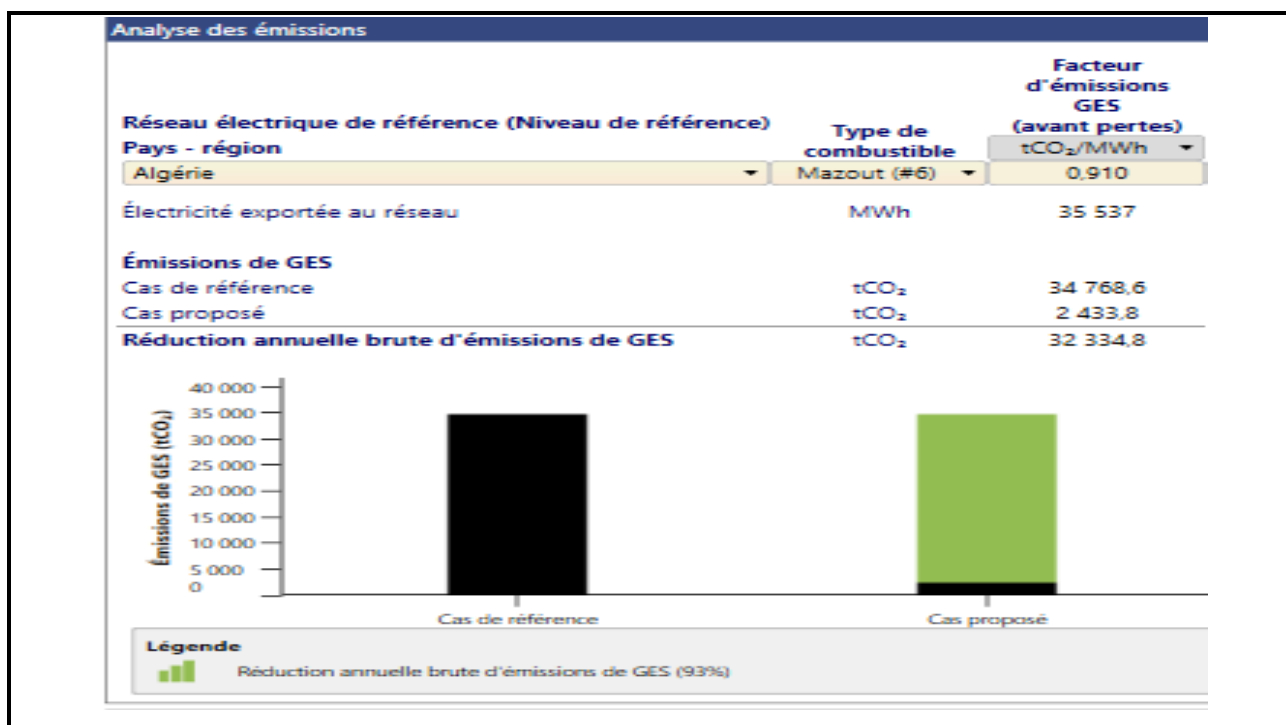 Analyse des émissions
Facteur
d'émissions
GES
(avant pertes)
Réseau électrique de référence (Niveau de référence)
Type de
combustible
Pays - région
tCO₂/MWh
Algérie
Mazout (#6)
0,910
Électricité exportée au réseau MWh 35 537
Émissions de GES
Cas de référence tCO₂ 34 768,6
Cas proposé tCO₂ 2 433,8
Réduction annuelle brute d'émissions de GES tCO₂ 32 334,8
Émissions de GES (tCO₂)
40 000
35 000
30 000
25 000
20 000
15 000
10 000
5 000
0
Cas de référence
Cas proposé
Légende
Réduction annuelle brute d'émissions de GES (93%)